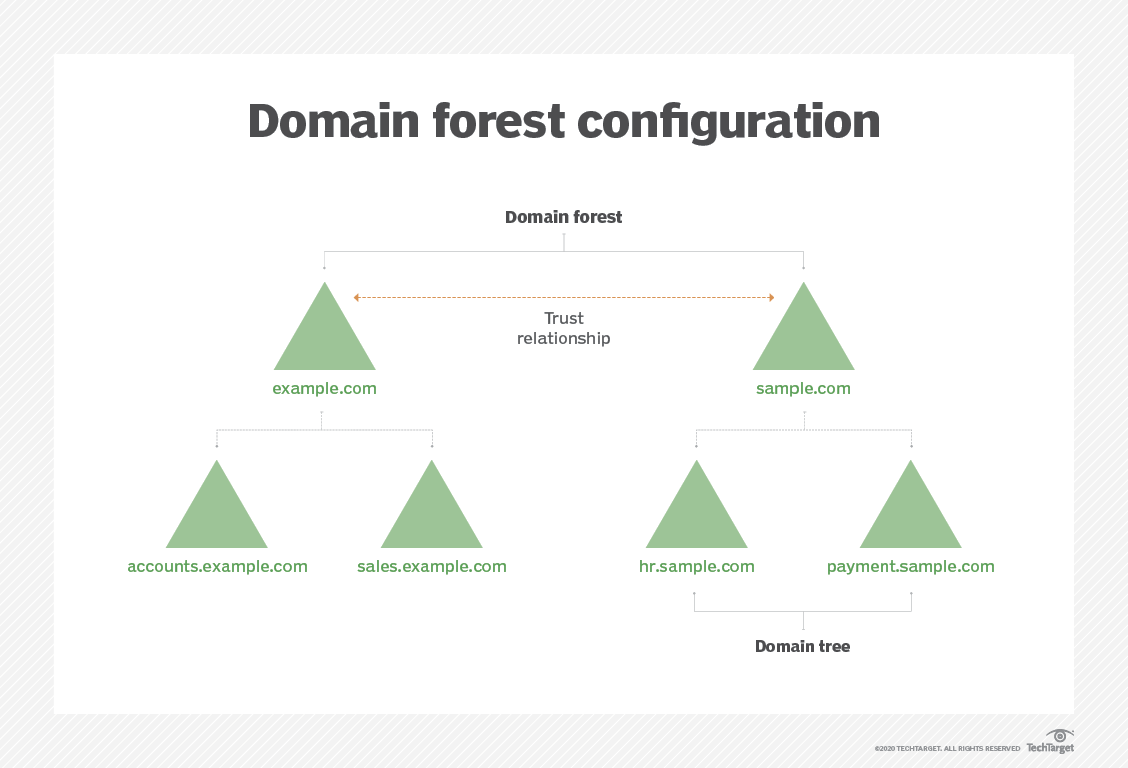 Domain forest configuration
Domain forest
Trust
relationship
example.com
sample.com
accounts.example.com
sales.example.com
hr.sample.com
payment.sample.com
Domain tree
©2020 TECHTARGET. ALL RIGHTS RESERVED
TechTarget